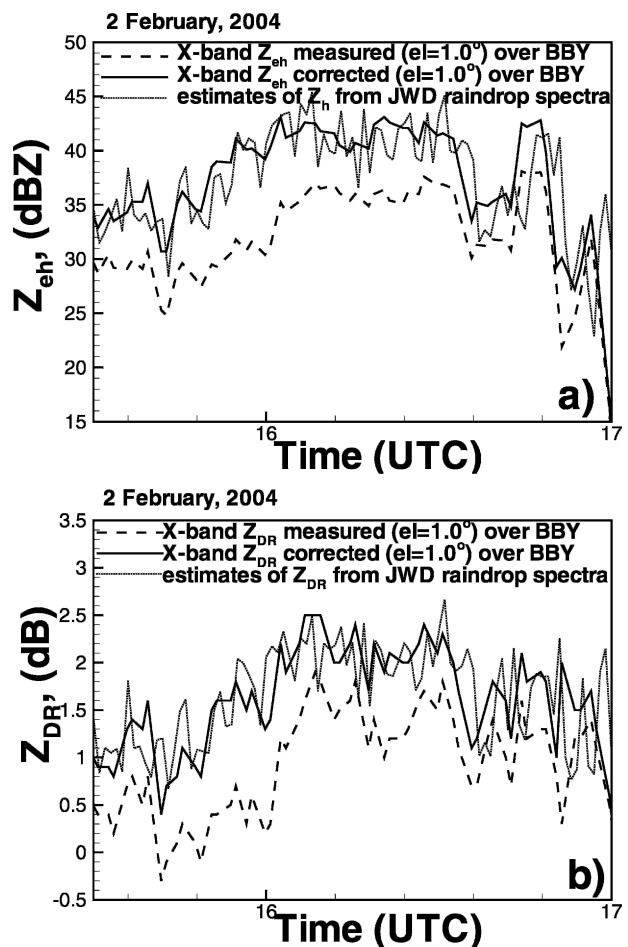 2 February, 2004
50
X-band Zeh measured (el=1.0°) over BBY
X-band Zeh corrected (el=1.0°) over BBY
estimates of Zh from JWD raindrop spectra
45
40
35
30
25
20
15
Zeh, (dBZ)
a)
16
17
Time (UTC)
2 February, 2004
3.5
X-band ZDR measured (el=1.0°) over BBY
X-band ZDR corrected (el=1.0°) over BBY
estimates of ZDR from JWD raindrop spectra
3
2.5
2
1.5
1
0.5
0
-0.5
ZDR, (dB)
b)
16
17
Time (UTC)